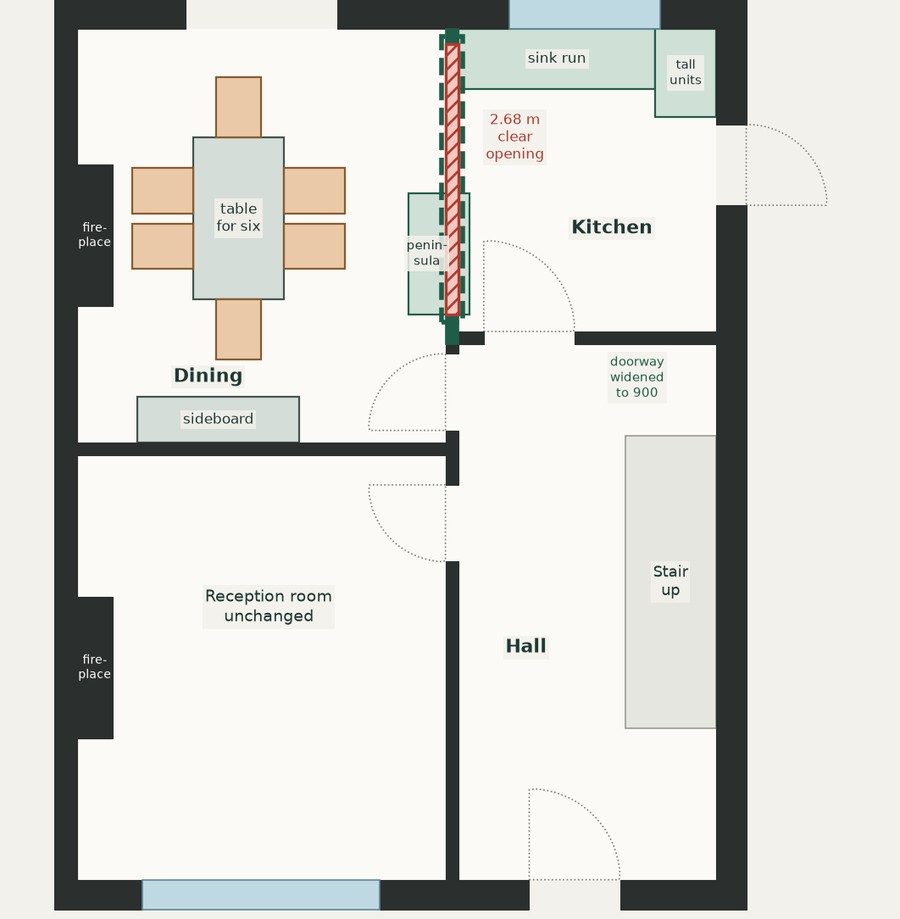 sink run
tall
units
2.68 m
clear
opening
table
for six
fire-
place
Kitchen
penin-
sula
doorway
widened
to 900
Dining
sideboard
Stair
up
Reception room
unchanged
Hall
fire-
place